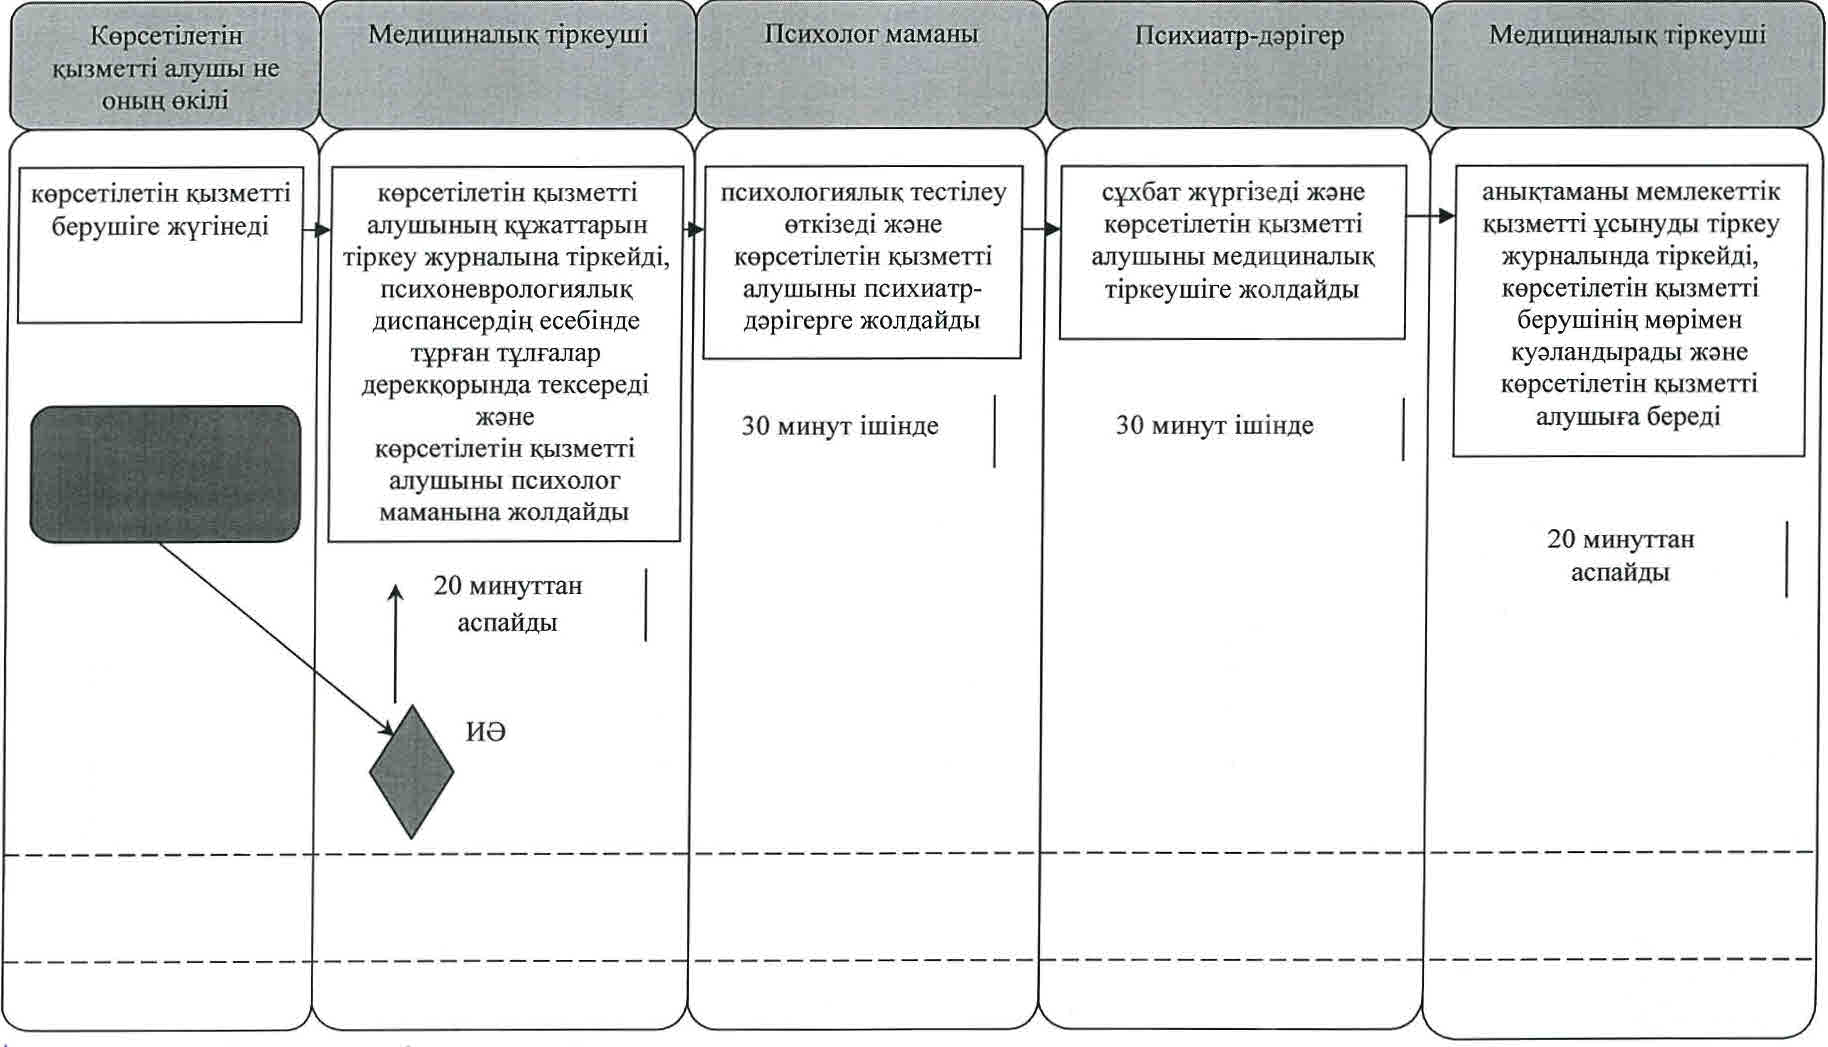 Көрсетілетін
қызметті алушы не
оның өкілі
Медициналық тіркеуші
Психолог маманы
Психиатр-дәрігер
Медициналық тіркеуші
көрсетілетін қызметті
берушіге жүгінеді
көрсетілетін қызметті
алушының құжаттарын
тіркеу журналына тіркейді,
психоневрологиялық
диспансердің есебінде
тұрған тұлғалар
дерекқорында тексереді
және
көрсетілетін қызметті
алушыны психолог
маманына жолдайды
20 минуттан
аспайды
ИӘ
психологиялық тестілеу
өткізеді және
көрсетілетін қызметті
алушыны психиатр-
дәрігерге жолдайды
30 минут ішінде
сұхбат жүргізеді және
көрсетілетін қызметті
алушыны медициналық
тіркеушіге жолдайды
30 минут ішінде
анықтаманы мемлекеттік
қызметті ұсынуды тіркеу
журналында тіркейді,
көрсетілетін қызметті
берушінің мөрімен
куәландырады және
көрсетілетін қызметті
алушыға береді
20 минуттан
аспайды